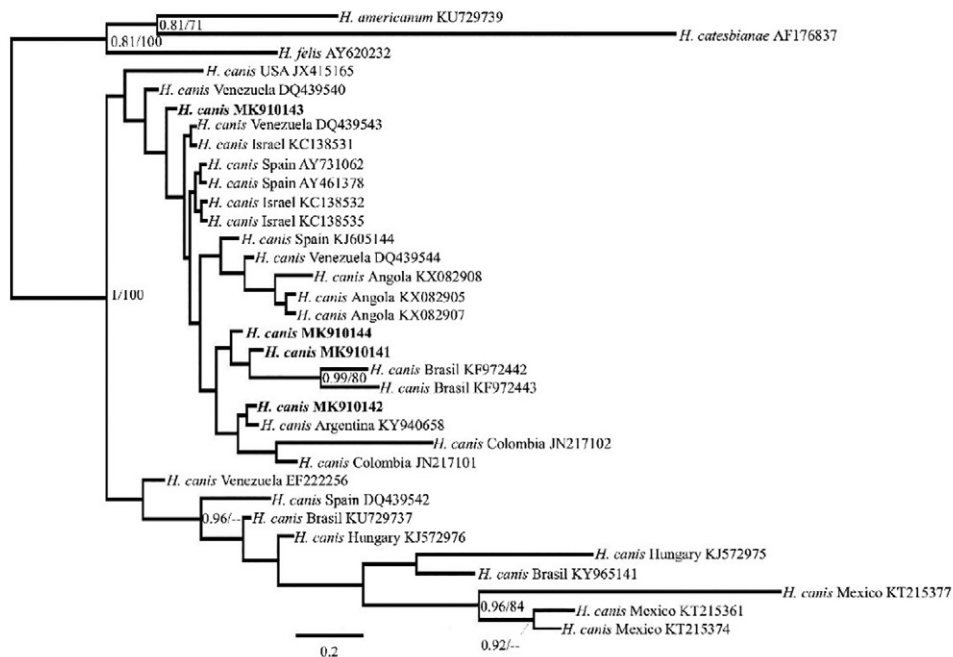 H. americanum KU729739
0.81/71
H. catesbianae AF176837
0.81/100
H. felis AY620232
H. canis USA JX415165
H. canis Venezuela DQ439540
H. canis MK910143
H. canis Venezuela DQ439543
H. canis Israel KC138531
H. canis Spain AY731062
H. canis Spain AY461378
H. canis Israel KC138532
H. canis Israel KC138535
H. canis Spain KJ605144
H. canis Venezuela DQ439544
H. canis Angola KX082908
1/100
H. canis Angola KX082905
H. canis Angola KX082907
H. canis MK910144
H. canis MK910141
H. canis Brasil KF972442
0.99/80
H. canis Brasil KF972443
H. canis MK910142
H. canis Argentina KY940658
H. canis Colombia JN217102
H. canis Colombia JN217101
H. canis Venezuela EF222256
H. canis Spain DQ439542
0.96/--
H. canis Brasil KU729737
H. canis Hungary KJ572976
H. canis Hungary KJ572975
H. canis Brasil KY965141
H. canis Mexico KT215377
0.96/84
H. canis Mexico KT215361
H. canis Mexico KT215374
0.92/--
0.2